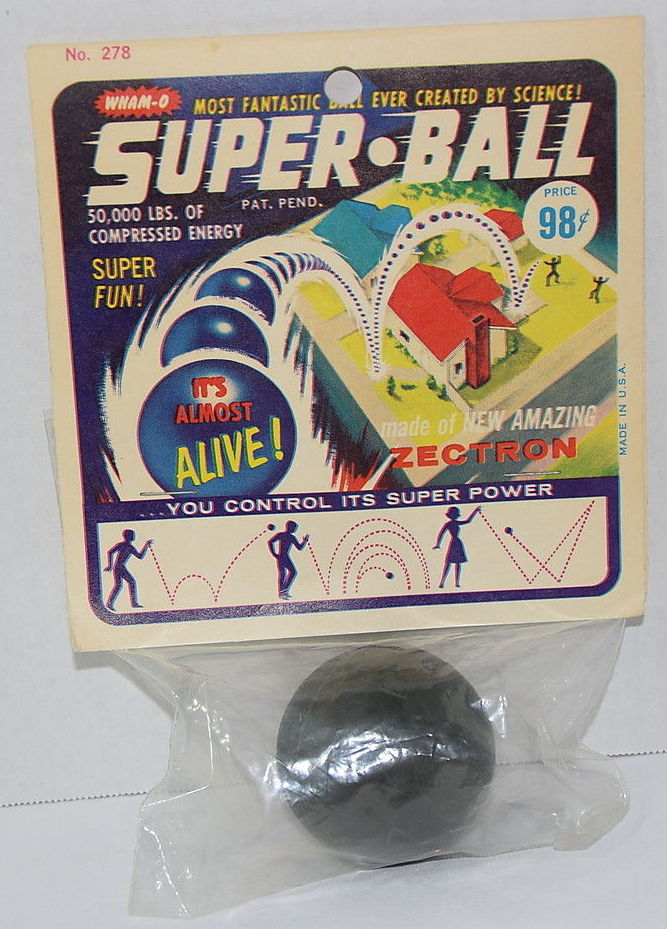 No. 278
WHAM-O MOST FANTASTIC BALL EVER CREATED BY SCIENCE!
SUPER•BALL
PAT. PEND.
50,000 LBS. OF
COMPRESSED ENERGY
PRICE
98¢
SUPER
FUN!
IT'S
ALMOST
ALIVE!
made of NEW AMAZING
ZECTRON
MADE IN U.S.A.
...YOU CONTROL ITS SUPER POWER